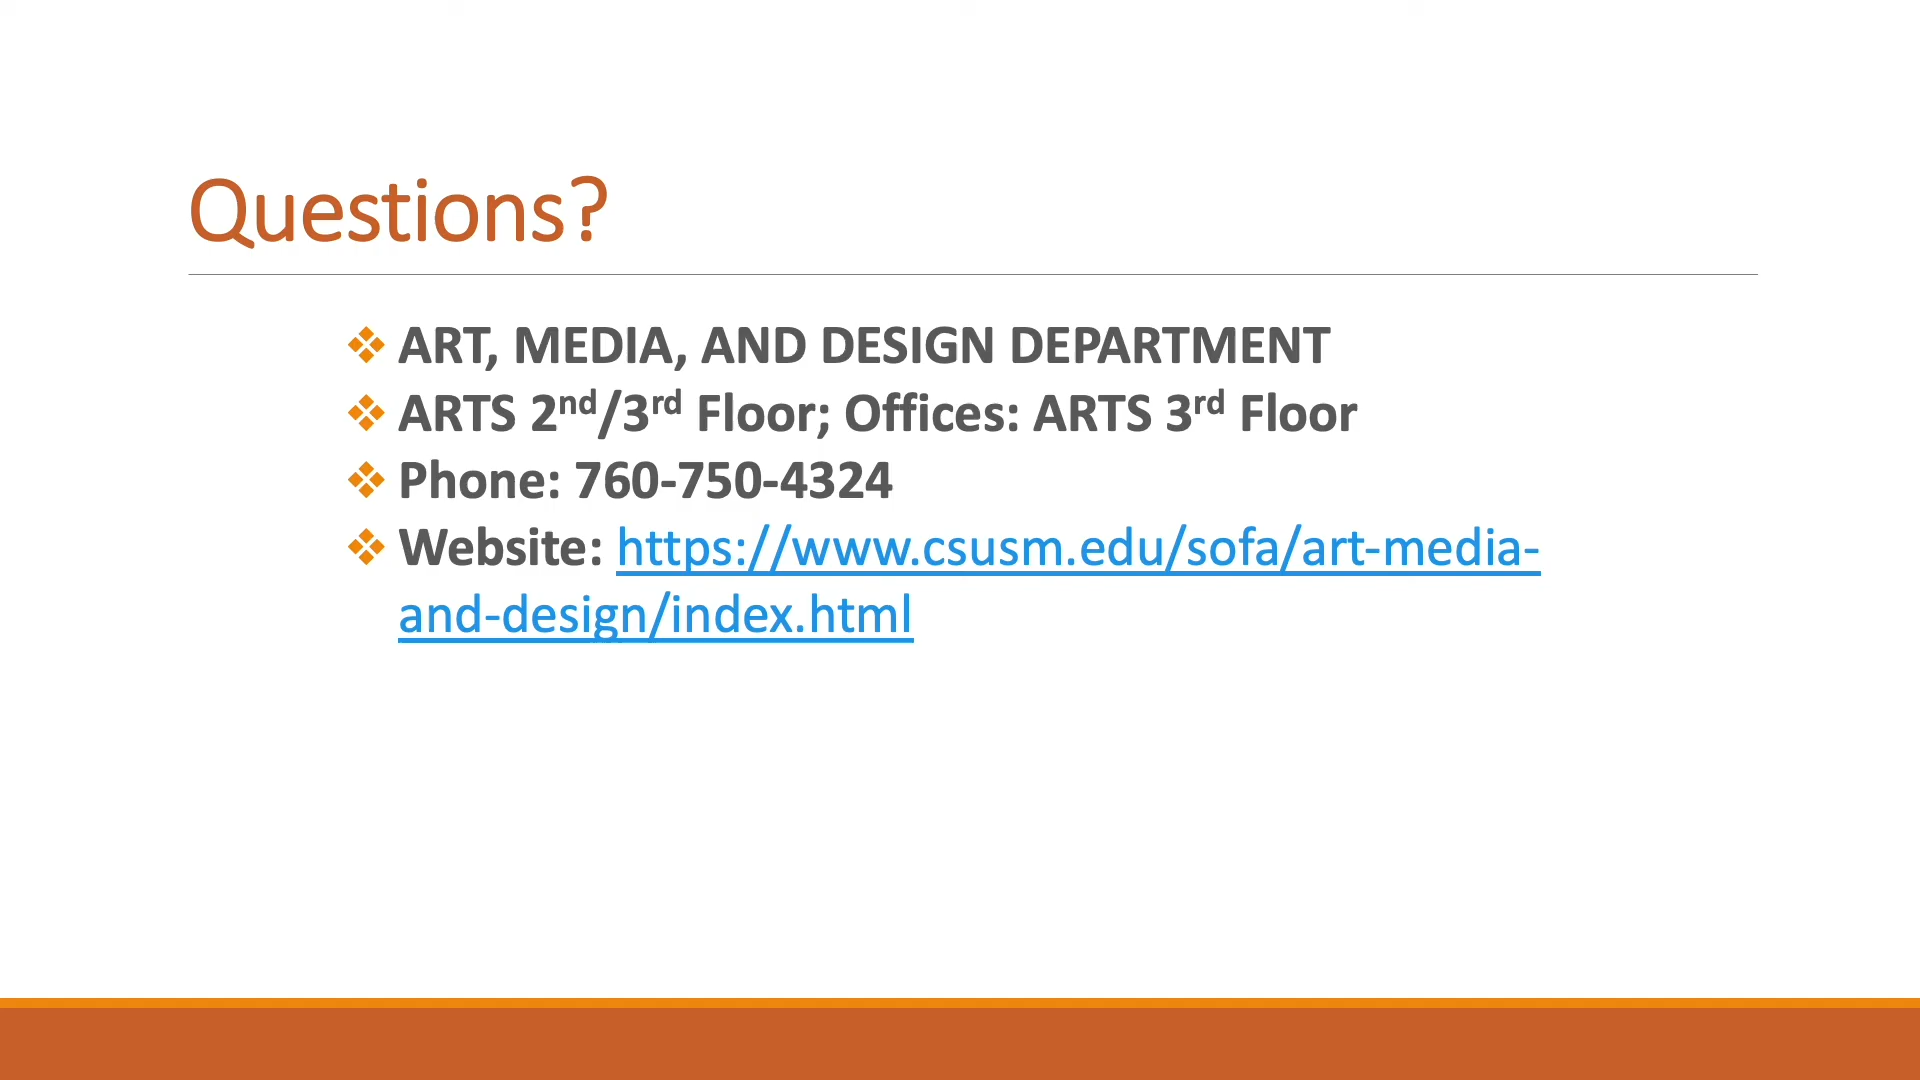 Questions?
❖ ART, MEDIA, AND DESIGN DEPARTMENT
❖ ARTS 2nd/3rd Floor; Offices: ARTS 3rd Floor
❖ Phone: 760-750-4324
❖ Website: https://www.csusm.edu/sofa/art-media-
and-design/index.html